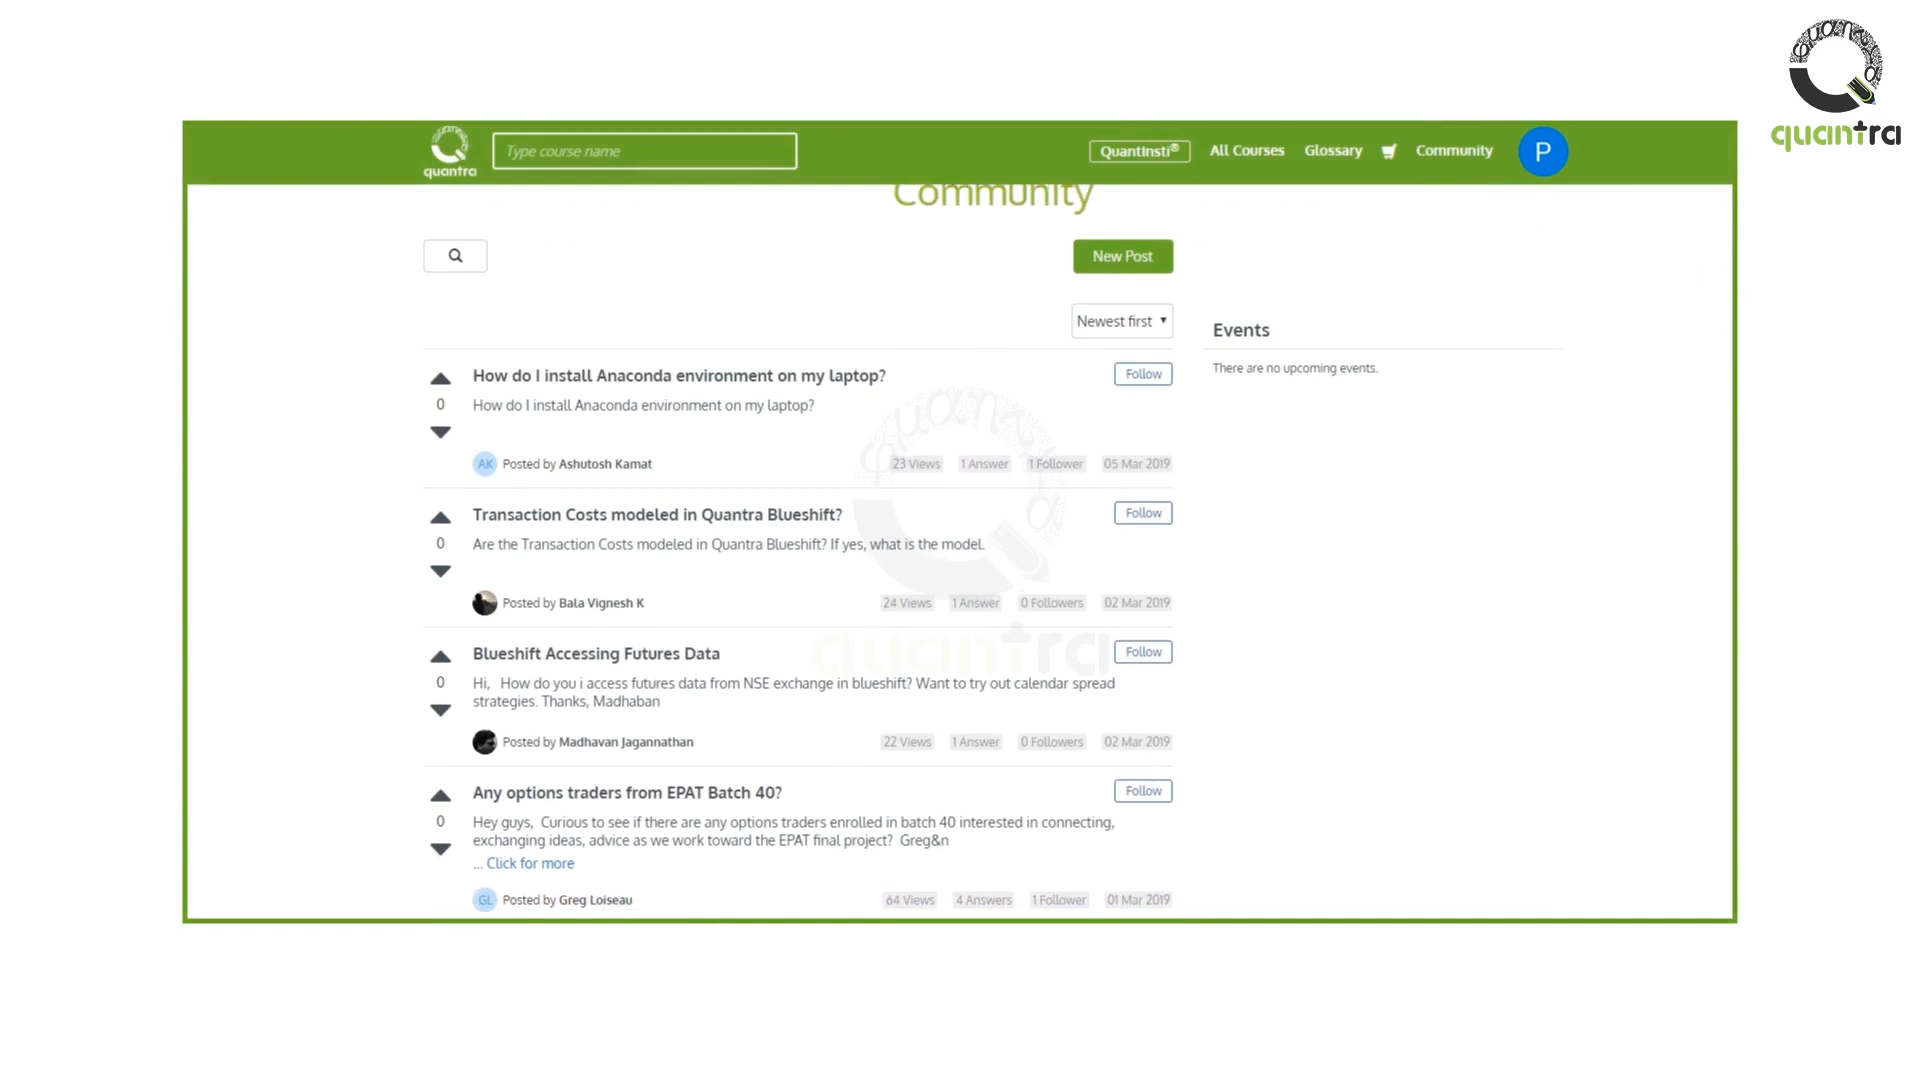 quantra
quantra
Type course name
QuantInsti®
All Courses
Glossary
Community
P
Community
New Post
Newest first
Events
There are no upcoming events.
How do I install Anaconda environment on my laptop?
Follow
0
How do I install Anaconda environment on my laptop?
AK Posted by Ashutosh Kamat
23 Views 1 Answer 1 Follower 05 Mar 2019
Transaction Costs modeled in Quantra Blueshift?
Follow
0
Are the Transaction Costs modeled in Quantra Blueshift? If yes, what is the model.
Posted by Bala Vignesh K
24 Views 1 Answer 0 Followers 02 Mar 2019
quantra
Blueshift Accessing Futures Data
Follow
0
Hi, How do you i access futures data from NSE exchange in blueshift? Want to try out calendar spread
strategies. Thanks, Madhaban
Posted by Madhavan Jagannathan
22 Views 1 Answer 0 Followers 02 Mar 2019
Any options traders from EPAT Batch 40?
Follow
0
Hey guys, Curious to see if there are any options traders enrolled in batch 40 interested in connecting,
exchanging ideas, advice as we work toward the EPAT final project? Greg&n
... Click for more
GL Posted by Greg Loiseau
64 Views 4 Answers 1 Follower 01 Mar 2019